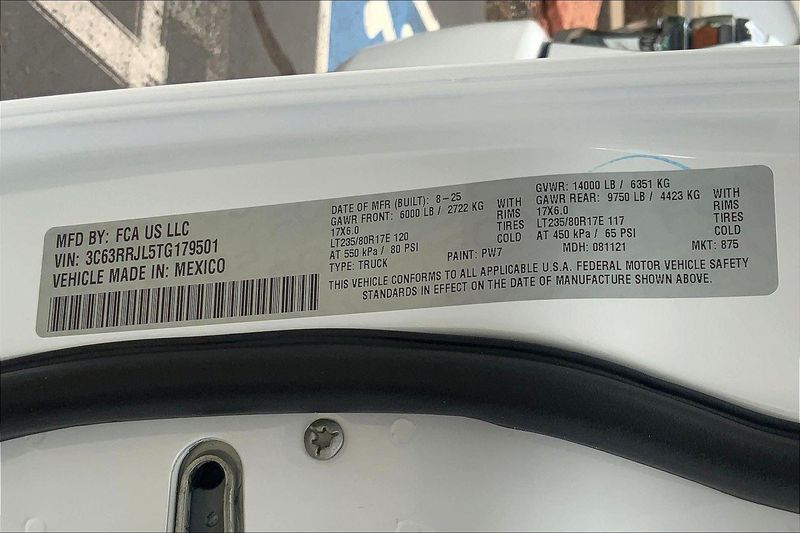 MFD BY: FCA US LLC
VIN: 3C63RRJL5TG179501
VEHICLE MADE IN: MEXICO
DATE OF MFR (BUILT): 8-25
GAWR FRONT: 6000 LB / 2722 KG WITH
17X6.0 RIMS
LT235/80R17E 120 TIRES
AT 550 kPa / 80 PSI COLD
TYPE: TRUCK PAINT: PW7
GVWR: 14000 LB / 6351 KG
GAWR REAR: 9750 LB / 4423 KG WITH
17X6.0 RIMS
LT235/80R17E 117 TIRES
AT 450 kPa / 65 PSI COLD
MDH: 081121 MKT: 875
THIS VEHICLE CONFORMS TO ALL APPLICABLE U.S.A. FEDERAL MOTOR VEHICLE SAFETY
STANDARDS IN EFFECT ON THE DATE OF MANUFACTURE SHOWN ABOVE.